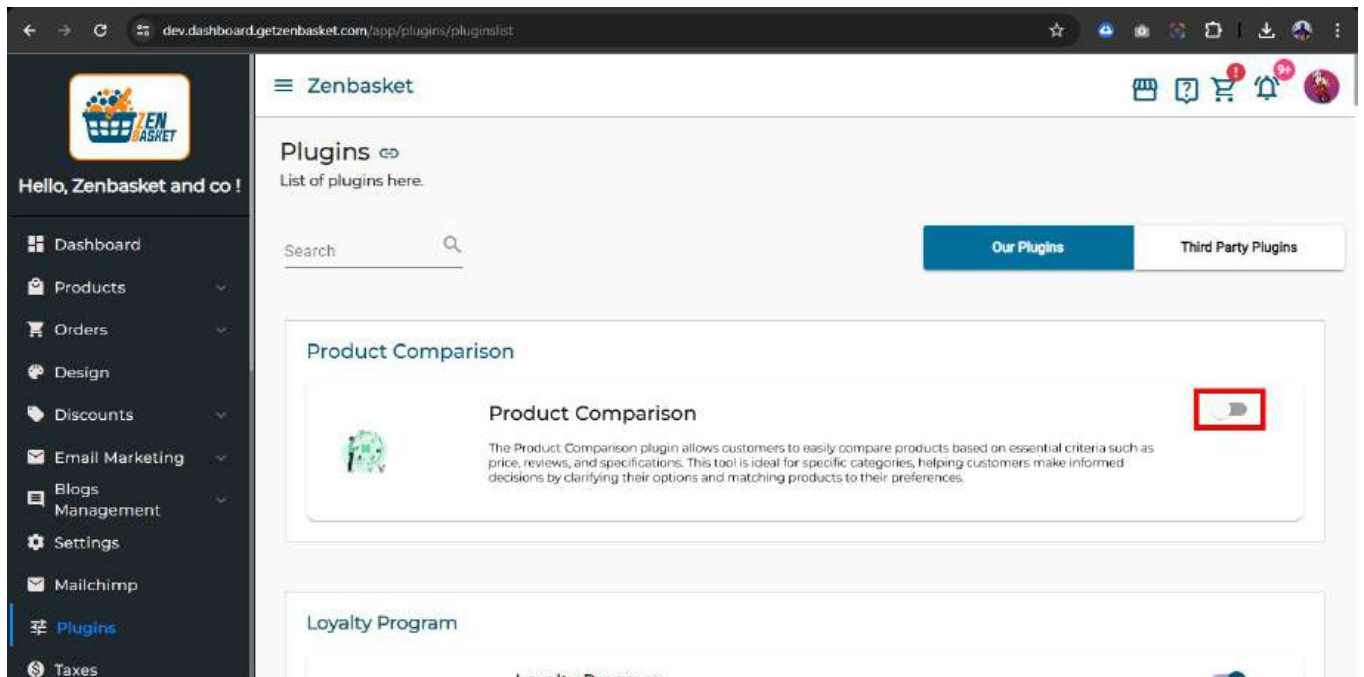 dev.dashboard.getzenbasket.com/app/plugins/pluginslist
ZEN
BASKET
Hello, Zenbasket and co !
Dashboard
Products
Orders
Design
Discounts
Email Marketing
Blogs
Management
Settings
Mailchimp
Plugins
Taxes
Zenbasket
!
9+
Plugins
List of plugins here.
Search
Our Plugins
Third Party Plugins
Product Comparison
Product Comparison
The Product Comparison plugin allows customers to easily compare products based on essential criteria such as
price, reviews, and specifications. This tool is ideal for specific categories, helping customers make informed
decisions by clarifying their options and matching products to their preferences.
Loyalty Program
Loyalty Program